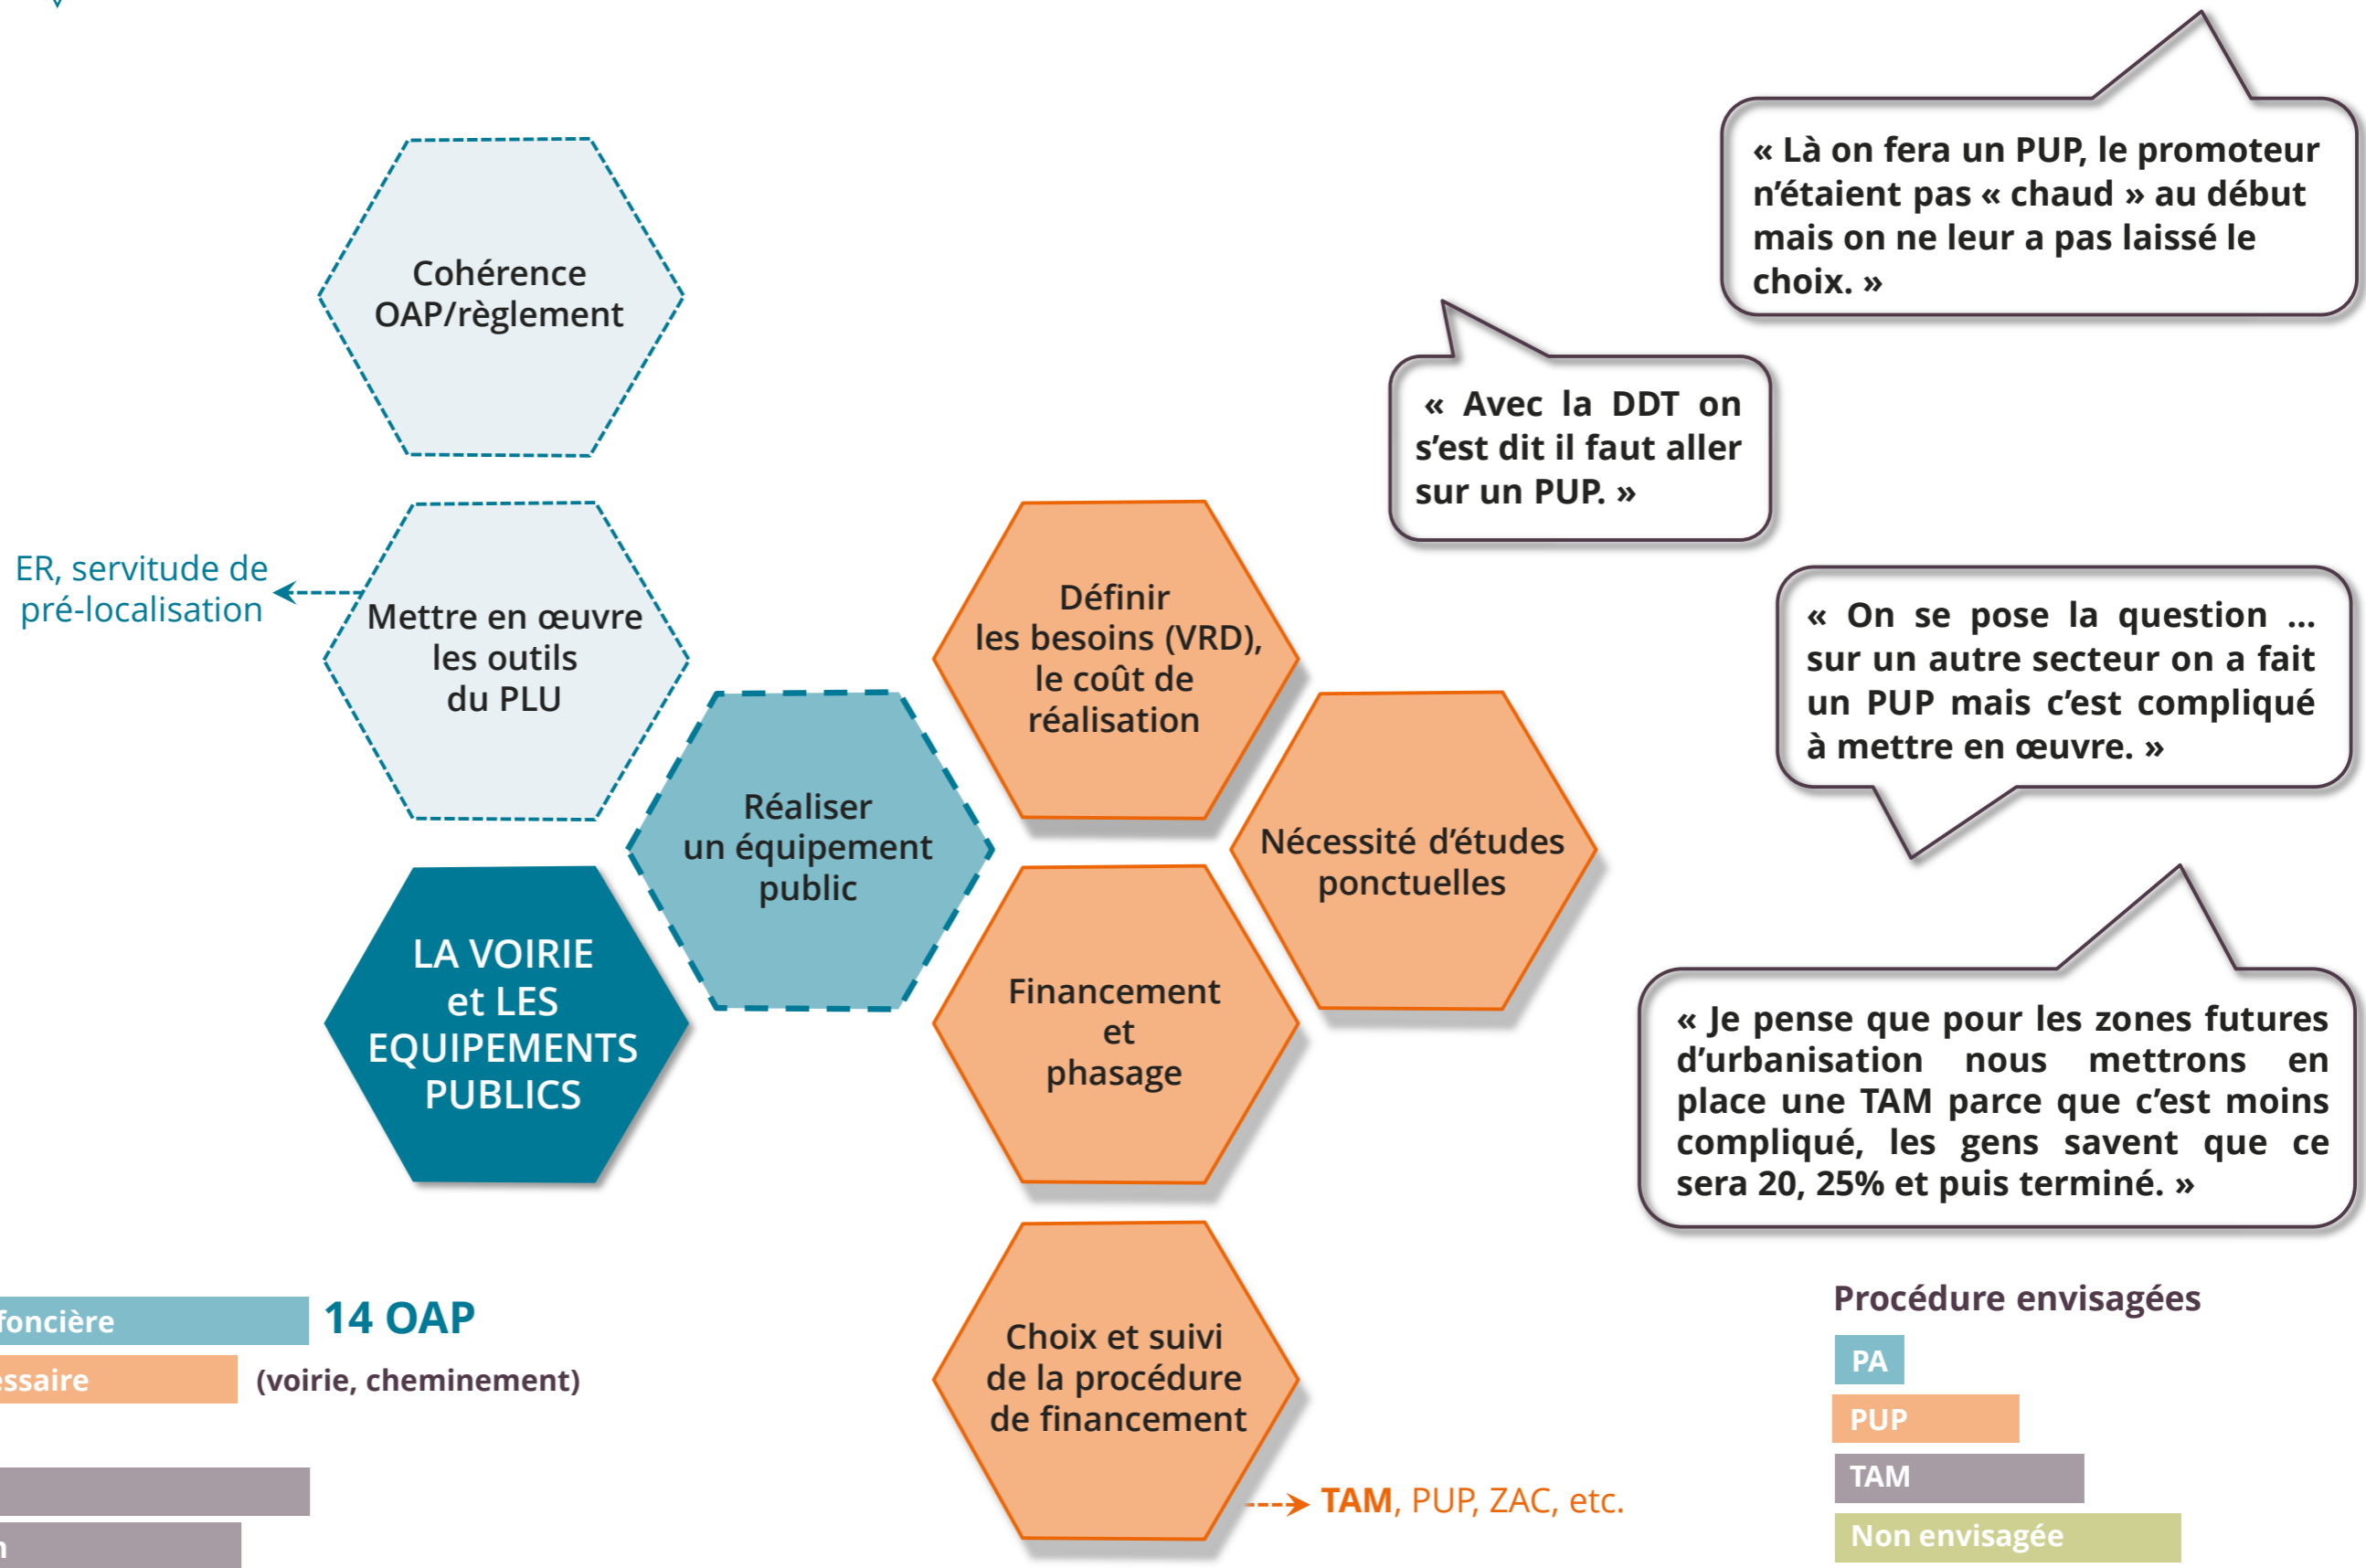 « Là on fera un PUP, le promoteur
n’étaient pas « chaud » au début
mais on ne leur a pas laissé le
choix. »
Cohérence
OAP/règlement
« Avec la DDT on
s’est dit il faut aller
sur un PUP. »
ER, servitude de
pré-localisation
Mettre en œuvre
les outils
du PLU
Définir
les besoins (VRD),
le coût de
réalisation
« On se pose la question ...
sur un autre secteur on a fait
un PUP mais c’est compliqué
à mettre en œuvre. »
Réaliser
un équipement
public
Nécessité d’études
ponctuelles
LA VOIRIE
et LES
EQUIPEMENTS
PUBLICS
Financement
et
phasage
« Je pense que pour les zones futures
d’urbanisation nous mettrons en
place une TAM parce que c’est moins
compliqué, les gens savent que ce
sera 20, 25% et puis terminé. »
foncière
14 OAP
essaire
(voirie, cheminement)
n
Choix et suivi
de la procédure
de financement
TAM, PUP, ZAC, etc.
Procédure envisagées
PA
PUP
TAM
Non envisagée